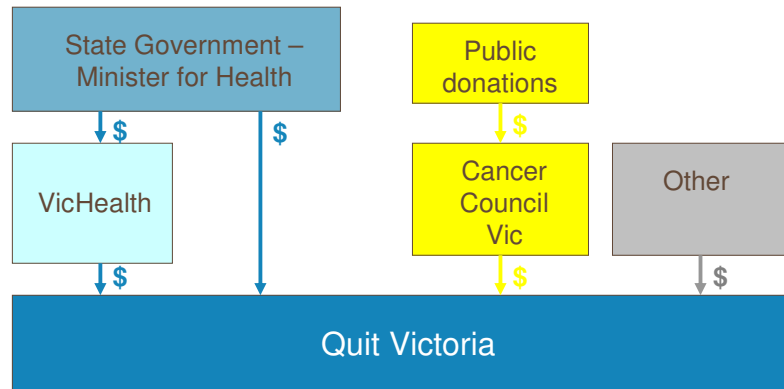 State Government –
Minister for Health
Public
donations
$
$
$
VicHealth
Cancer
Council
Vic
Other
$
$
$
Quit Victoria